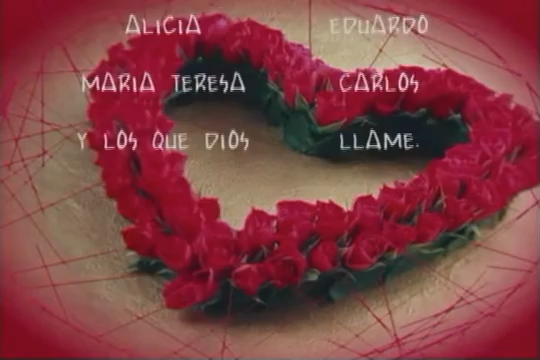 ALICIA EDUARDO
MARIA TERESA CARLOS
Y LOS QUE DIOS LLAME.